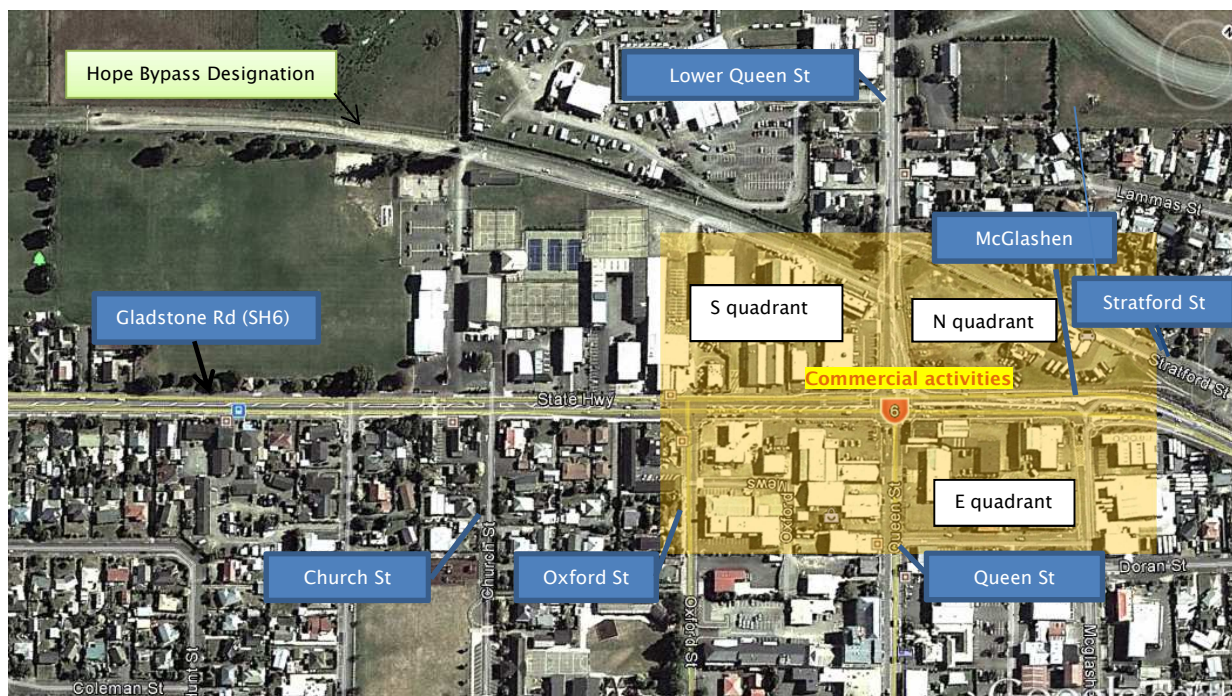 Hope Bypass Designation
Lower Queen St
Lammas St
McGlashen
Stratford St
S quadrant
N quadrant
Gladstone Rd (SH6)
Commercial activities
Stratford St
State Hwy
6
Mews
Oxford
Queen St
E quadrant
Church St
Church St
Oxford St
Queen St
Doran St
Oxford St
Coleman St